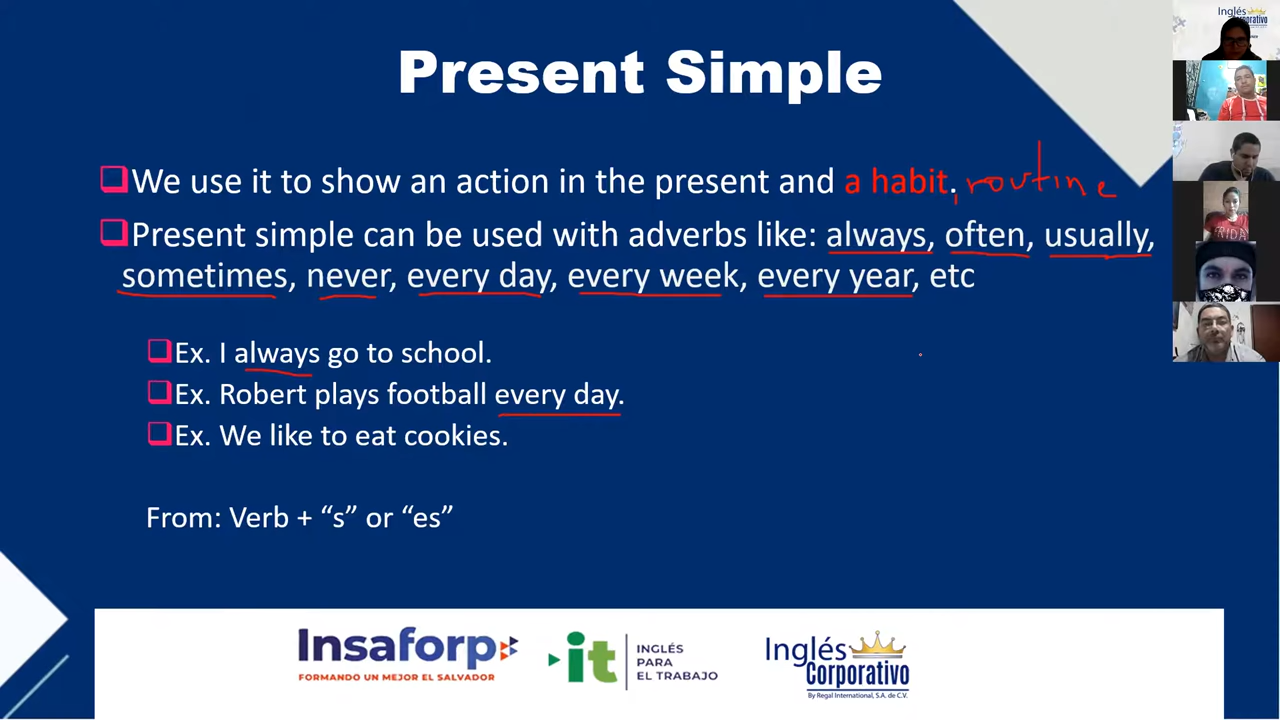 Present Simple
We use it to show an action in the present and a habit. , routine
Present simple can be used with adverbs like: always, often, usually,
sometimes, never, every day, every week, every year, etc
Ex. I always go to school.
Ex. Robert plays football every day.
Ex. We like to eat cookies.
From: Verb + “s” or “es”
Insaforp
FORMANDO UN MEJOR EL SALVADOR
it
INGLÉS
PARA
EL TRABAJO
Inglés
Corporativo
By Regal International, S.A. de C.V.
Inglés
Corporativo
FRIDA